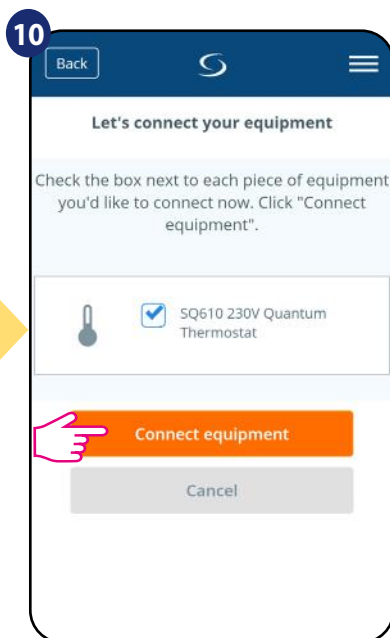 10
Back
Let's connect your equipment
Check the box next to each piece of equipment
you'd like to connect now. Click "Connect
equipment".
SQ610 230V Quantum
Thermostat
Connect equipment
Cancel